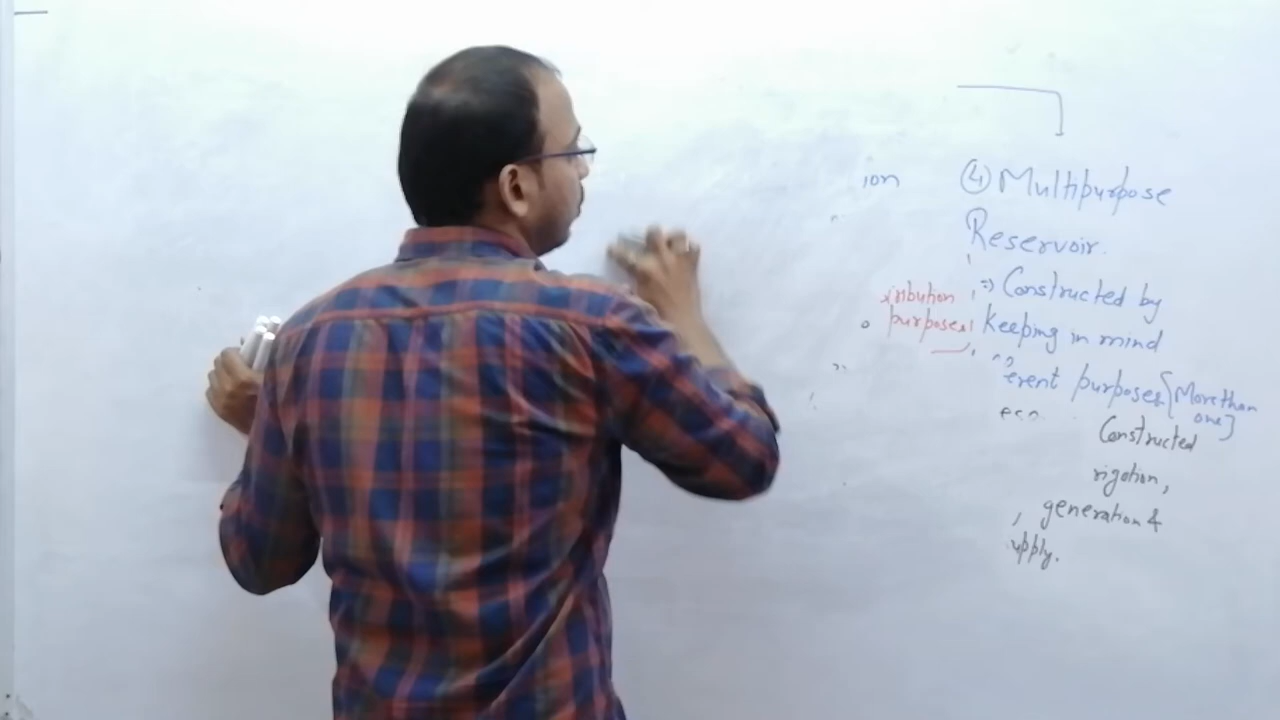 ion
④ Multipurpose
Reservoir.
⇒ Constructed by
Keeping in mind
erent purposes {More than
one}
ribution
purposes
eco
Constructed
rigation,
, generation &
upply.